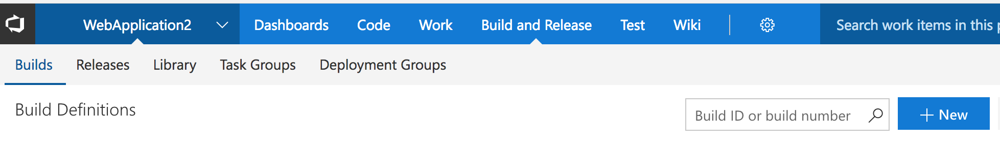 WebApplication2 Dashboards Code Work Build and Release Test Wiki Search work items in this
Builds Releases Library Task Groups Deployment Groups
Build Definitions Build ID or build number New